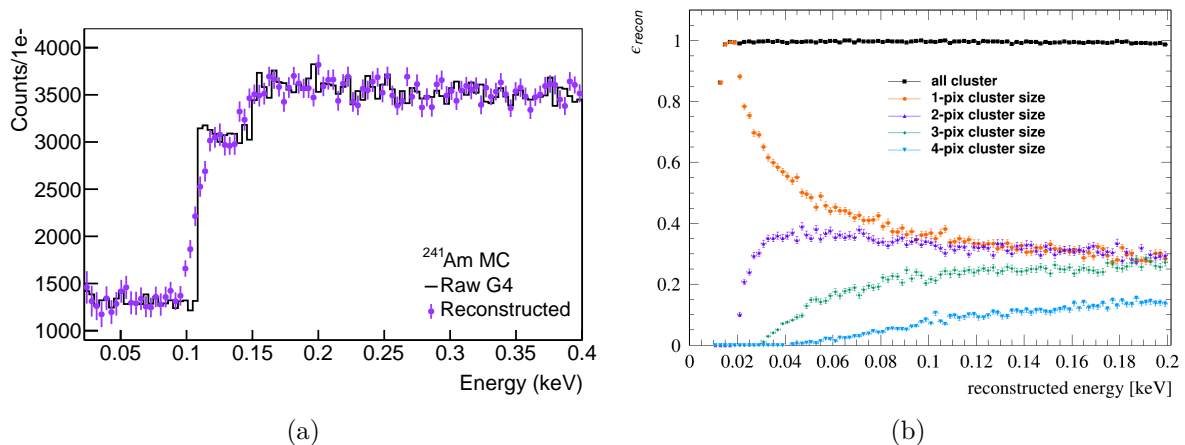 Counts/1e-
4000
3500
3000
2500
2000
1500
1000
0.05
0.1
0.15
0.2
0.25
0.3
0.35
0.4
Energy (keV)
²⁴¹Am MC
Raw G4
Reconstructed
(a)
ϵrecon
1
0.8
0.6
0.4
0.2
0
0
0.02
0.04
0.06
0.08
0.1
0.12
0.14
0.16
0.18
0.2
reconstructed energy [keV]
all cluster
1-pix cluster size
2-pix cluster size
3-pix cluster size
4-pix cluster size
(b)